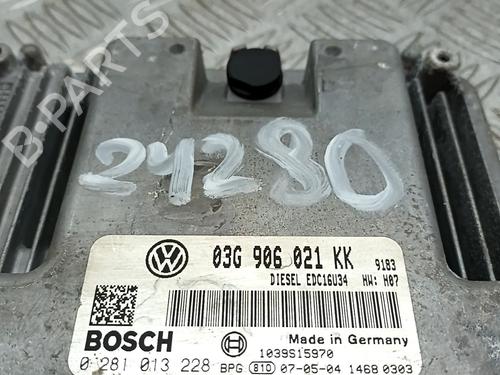 B-PARTS
24280
03G 906 021 KK 9183
DIESEL EDC16U34 HW: H07
BOSCH
Made in Germany
1039S15970
0 281 013 228 BPG 810 07-05-04 1468 0303